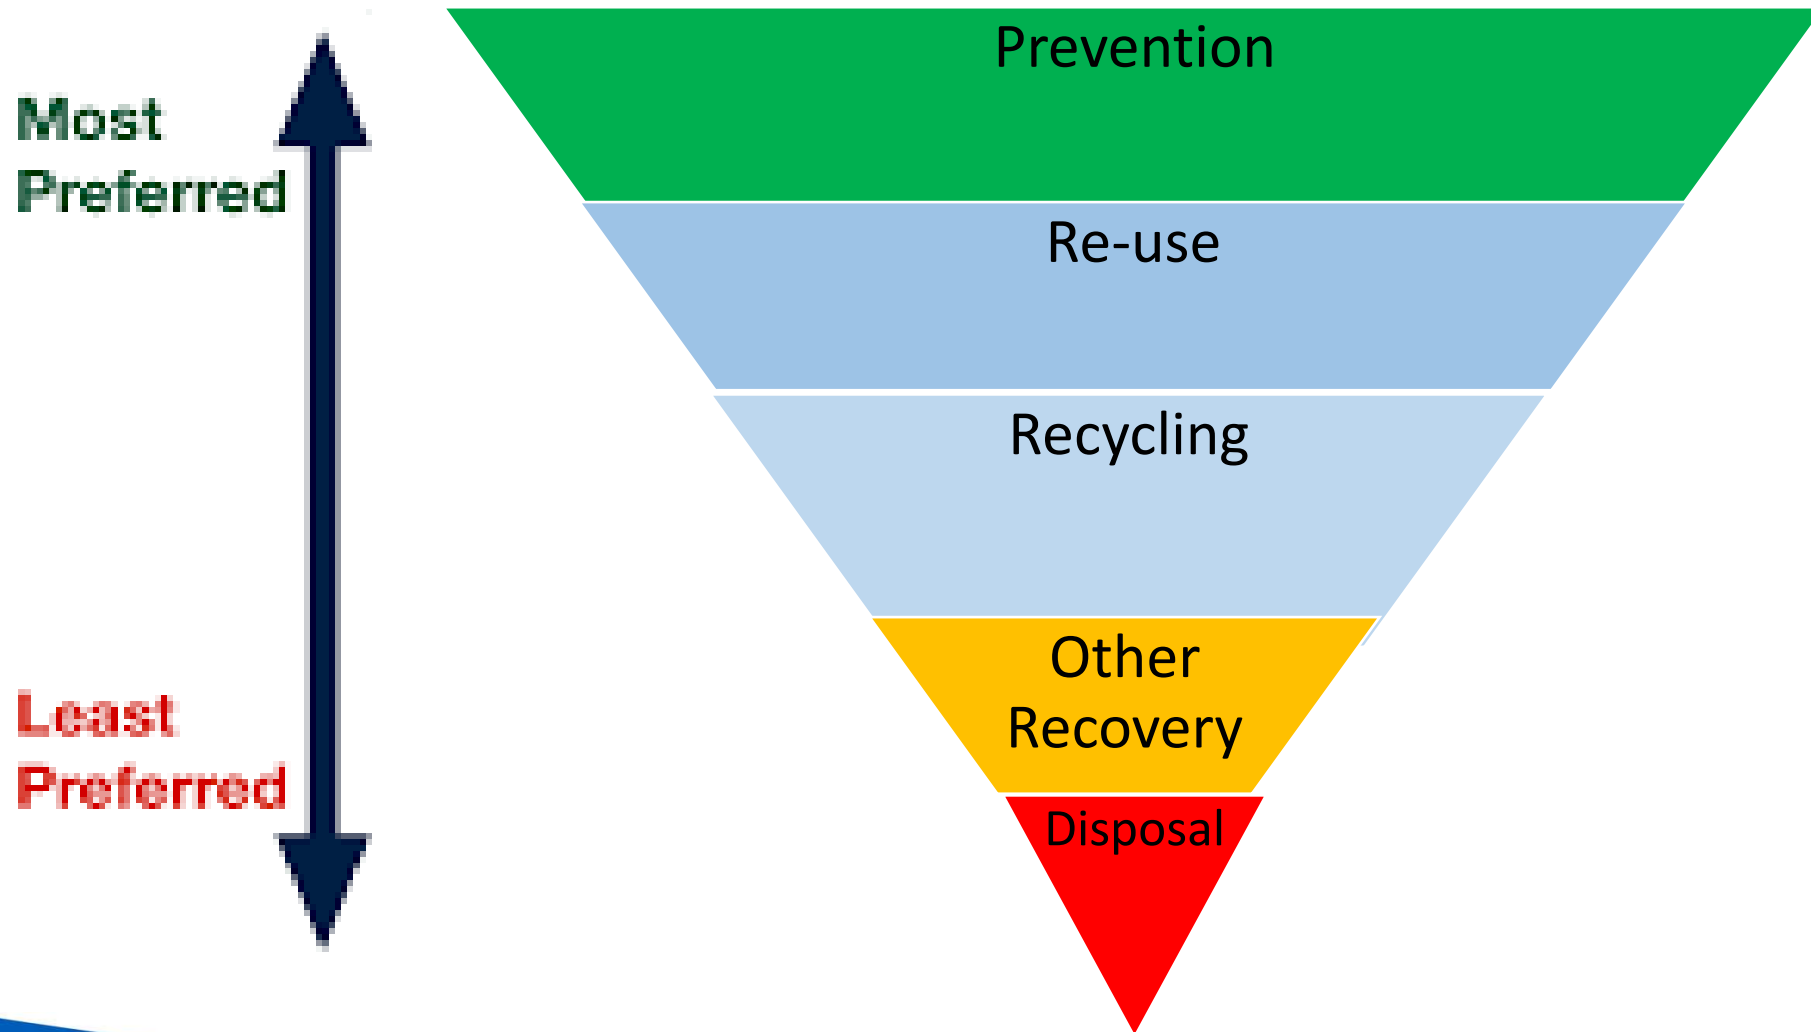 Most
Preferred
Least
Preferred
Prevention
Re-use
Recycling
Other
Recovery
Disposal